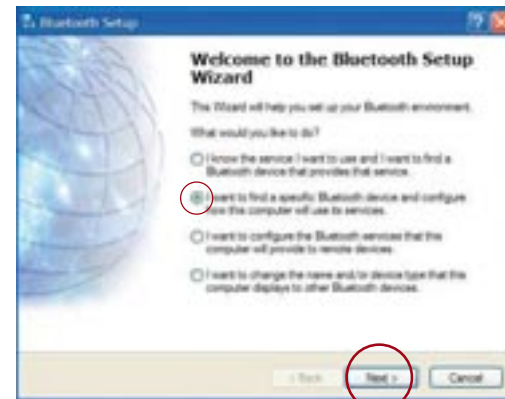 Bluetooth Setup
Welcome to the Bluetooth Setup
Wizard
This Wizard will help you set up your Bluetooth environment.
What would you like to do?
I know the service I want to use and I want to find a
Bluetooth device that provides that service.
I want to find a specific Bluetooth device and configure
how this computer will use its services.
I want to configure the Bluetooth services that this
computer will provide to remote devices.
I want to change the name and/or device type that this
computer displays to other Bluetooth devices.
< Back Next > Cancel